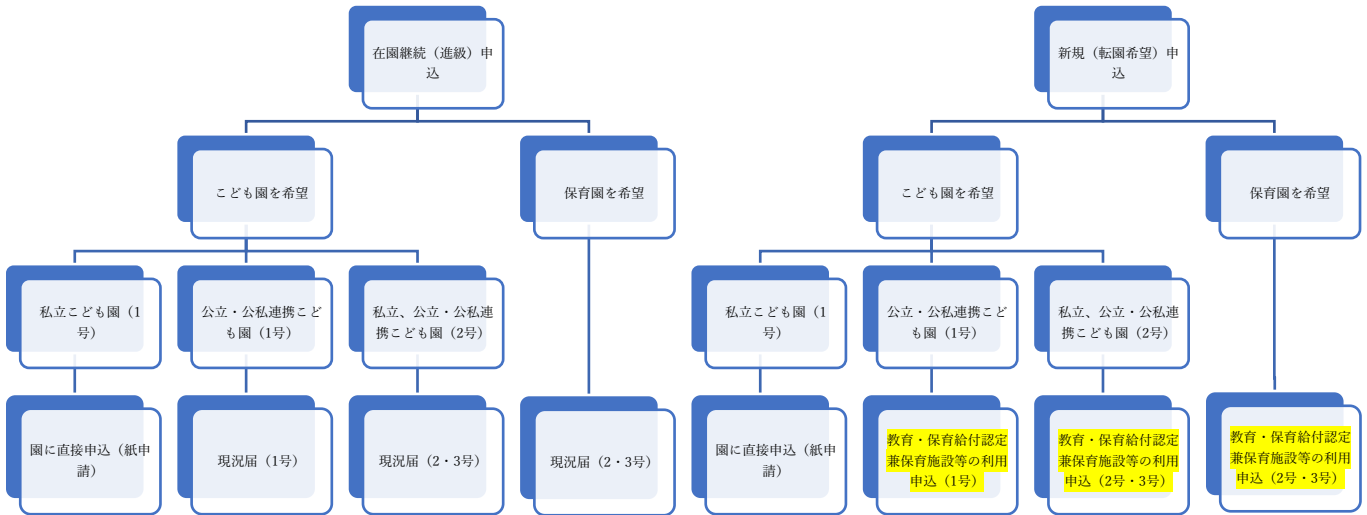 在園継続（進級）申
込
新規（転園希望）申
込
こども園を希望
保育園を希望
こども園を希望
保育園を希望
私立こども園（1
号）
公立・公私連携こど
も園（1号）
私立、公立・公私連
携こども園（2号）
私立こども園（1
号）
公立・公私連携こど
も園（1号）
私立、公立・公私連
携こども園（2号）
園に直接申込（紙申
請）
現況届（1号）
現況届（2・3号）
現況届（2・3号）
園に直接申込（紙申
請）
教育・保育給付認定
兼保育施設等の利用
申込（1号）
教育・保育給付認定
兼保育施設等の利用
申込（2号・3号）
教育・保育給付認定
兼保育施設等の利用
申込（2号・3号）